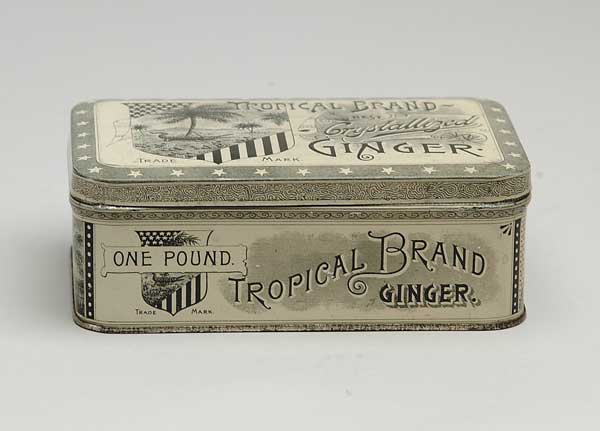 TROPICAL BRAND
BEST
Crystallized
GINGER.
TRADE MARK
ONE POUND.
TROPICAL BRAND
GINGER.
TRADE MARK.